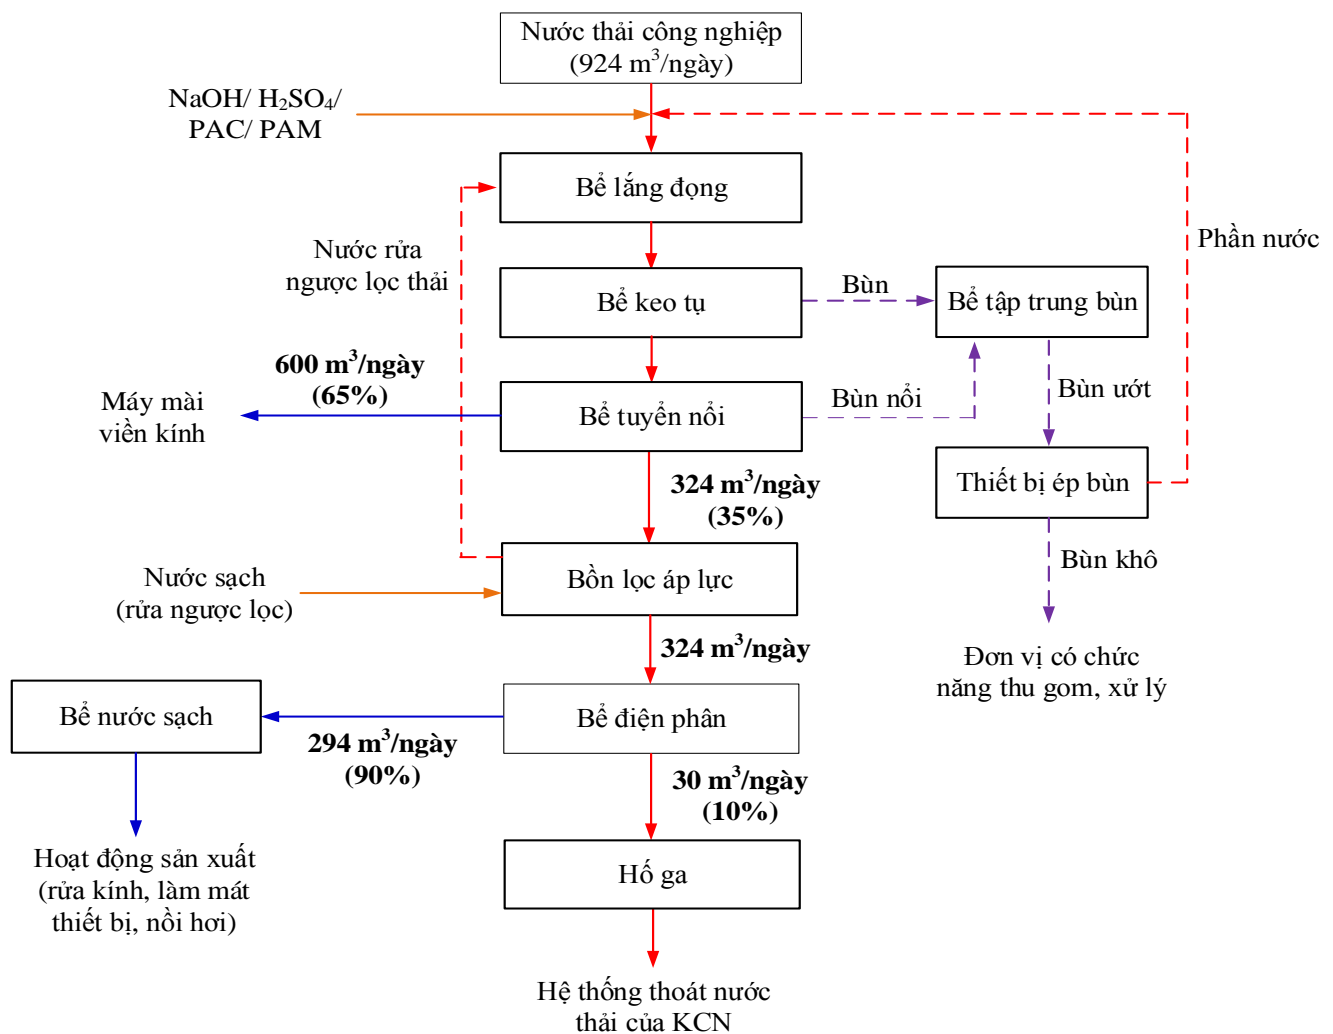 Nước thải công nghiệp
(924 m³/ngày)
NaOH/ H₂SO₄/
PAC/ PAM
Bể lắng đọng
Phần nước
Nước rửa
ngược lọc thải
Bể keo tụ
Bùn
Bể tập trung bùn
600 m³/ngày
(65%)
Máy mài
viền kính
Bể tuyển nổi
Bùn nổi
Bùn ướt
324 m³/ngày
(35%)
Thiết bị ép bùn
Nước sạch
(rửa ngược lọc)
Bồn lọc áp lực
Bùn khô
324 m³/ngày
Đơn vị có chức
năng thu gom, xử lý
Bể nước sạch
Bể điện phân
294 m³/ngày
(90%)
30 m³/ngày
(10%)
Hoạt động sản xuất
(rửa kính, làm mát
thiết bị, nồi hơi)
Hố ga
Hệ thống thoát nước
thải của KCN